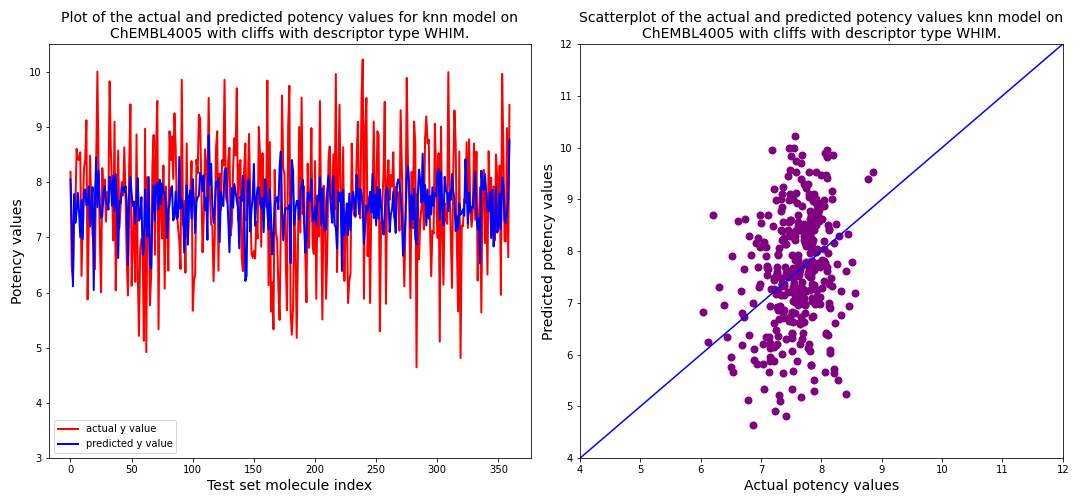 Plot of the actual and predicted potency values for knn model on
ChEMBL4005 with cliffs with descriptor type WHIM.
10
9
8
7
6
5
4
3
Potency values
actual y value
predicted y value
0 50 100 150 200 250 300 350
Test set molecule index
Scatterplot of the actual and predicted potency values knn model on
ChEMBL4005 with cliffs with descriptor type WHIM.
12
11
10
9
8
7
6
5
4
Predicted potency values
4 5 6 7 8 9 10 11 12
Actual potency values